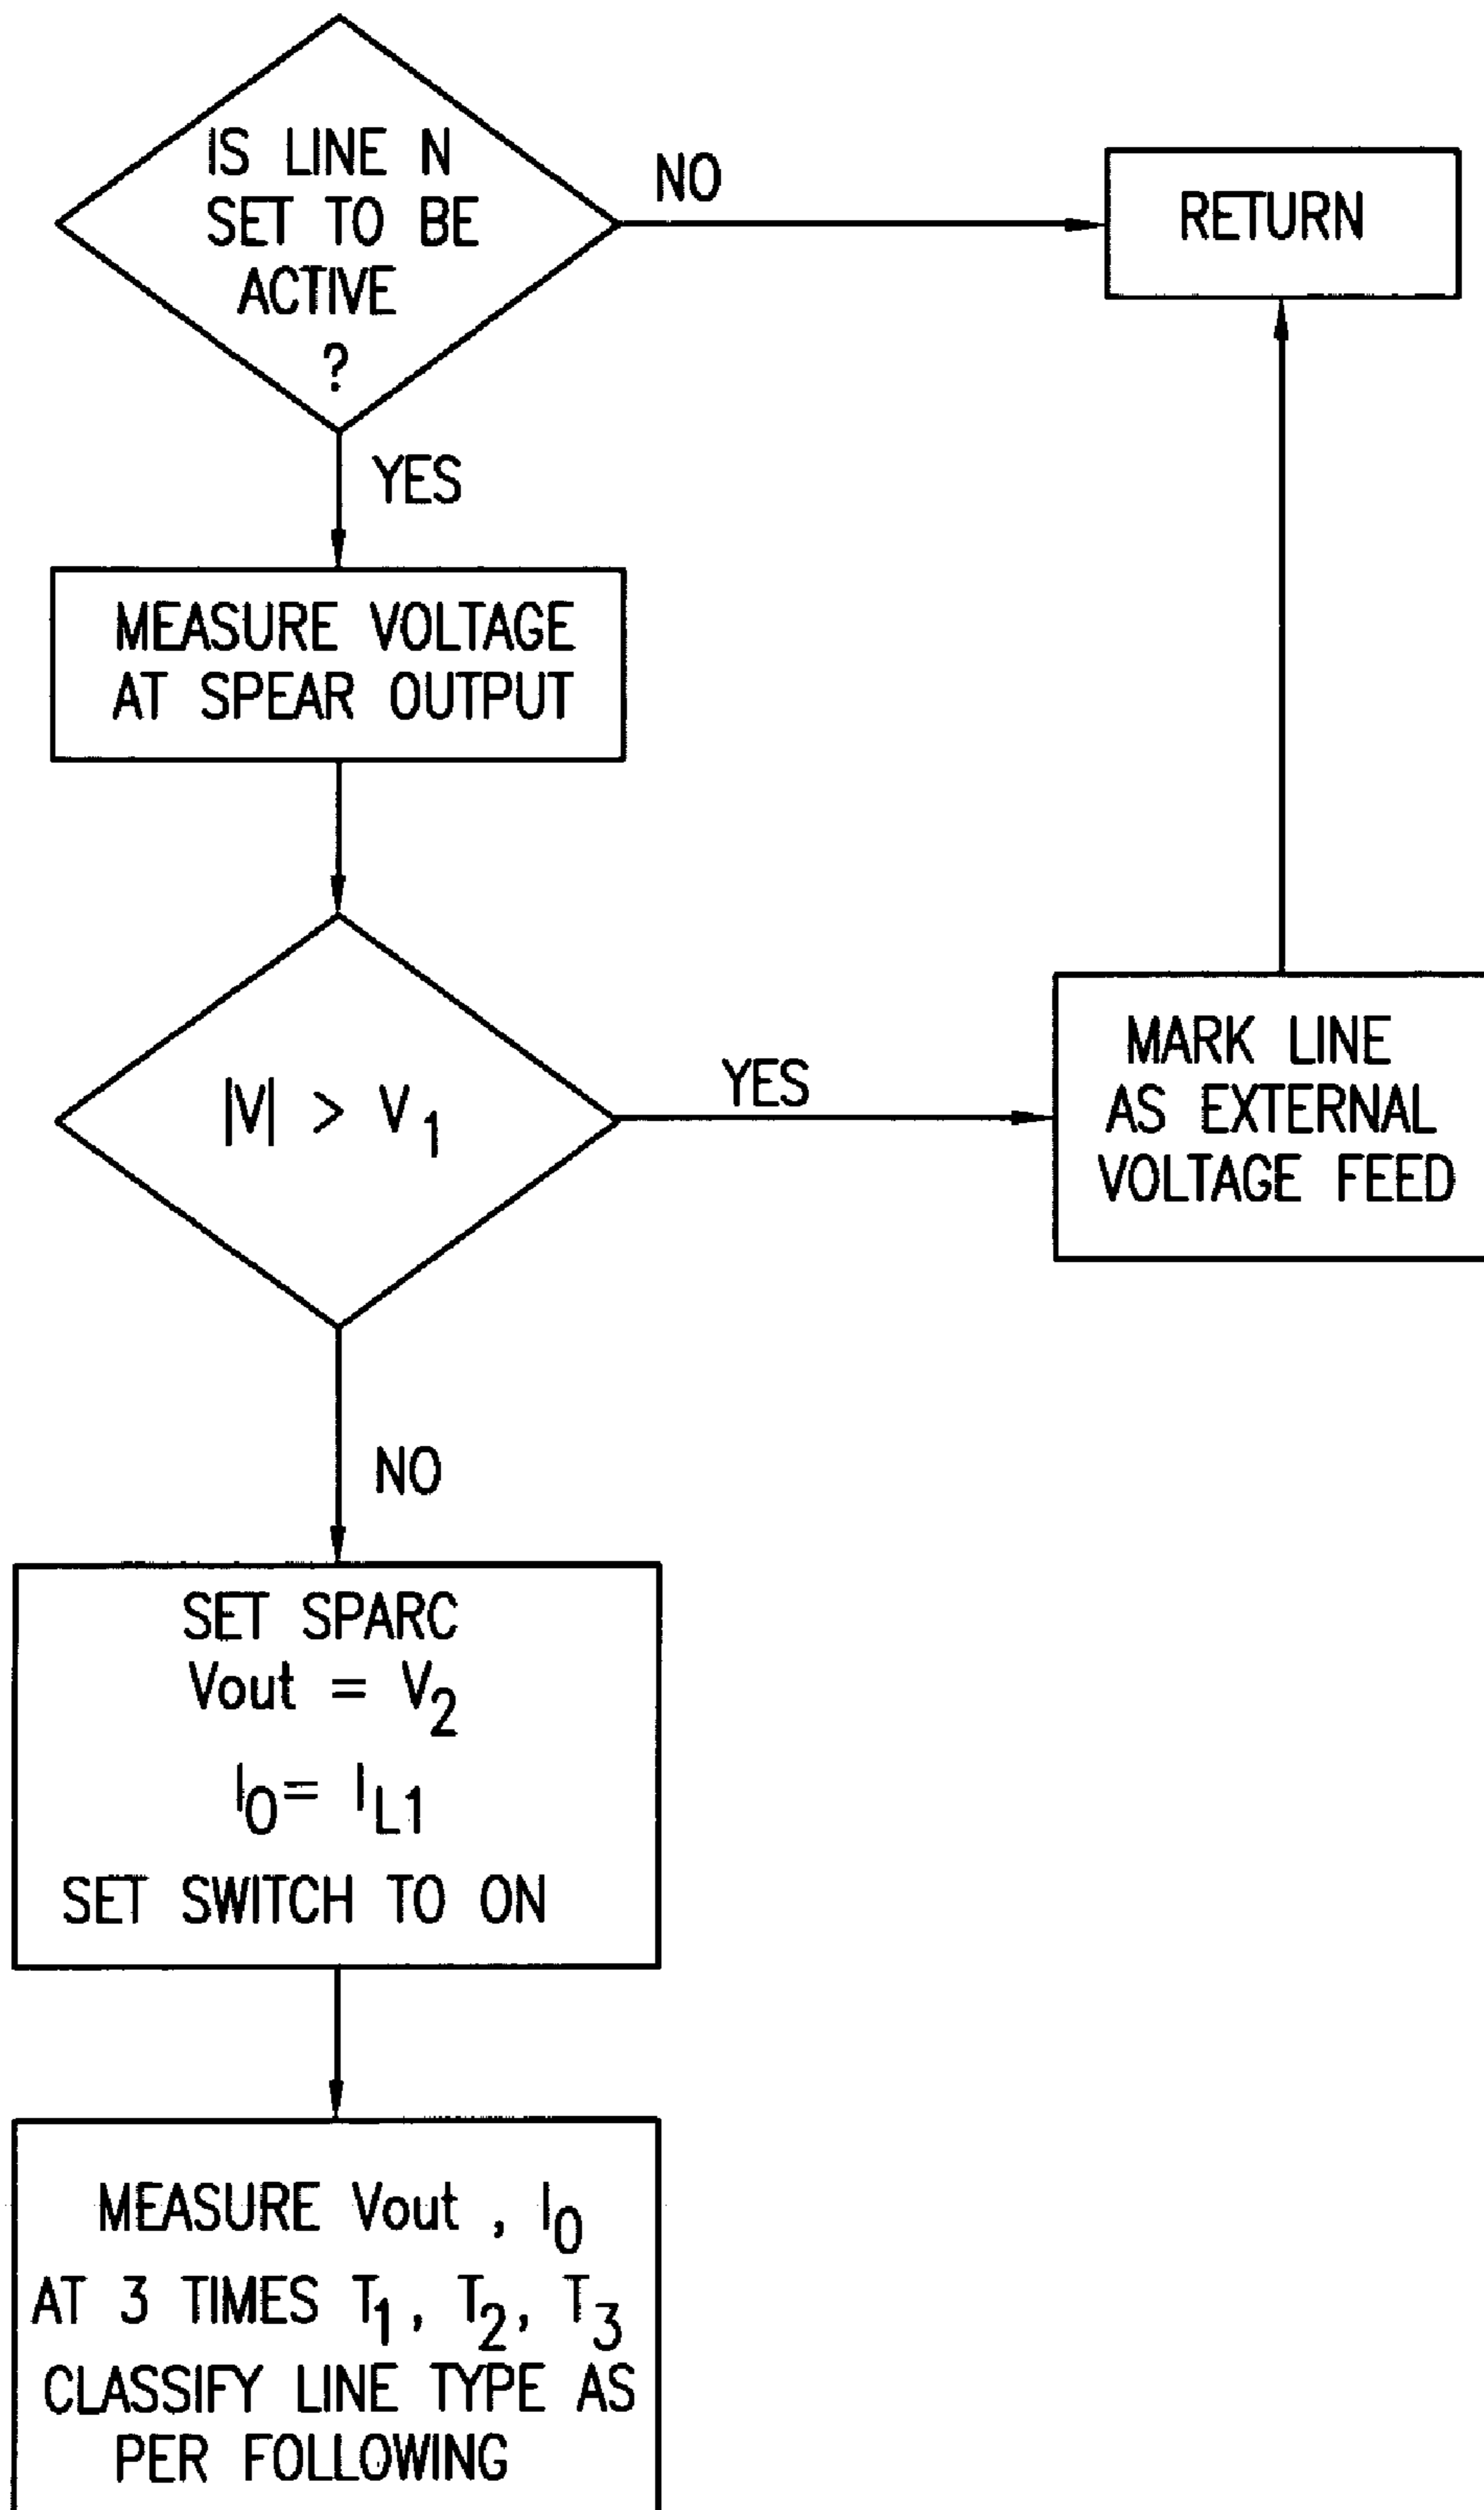 IS LINE N
SET TO BE
ACTIVE
?
NO
RETURN
YES
MEASURE VOLTAGE
AT SPEAR OUTPUT
|V| > V1
YES
MARK LINE
AS EXTERNAL
VOLTAGE FEED
NO
SET SPARC
Vout = V2
I0= IL1
SET SWITCH TO ON
MEASURE Vout , I0
AT 3 TIMES T1, T2, T3
CLASSIFY LINE TYPE AS
PER FOLLOWING